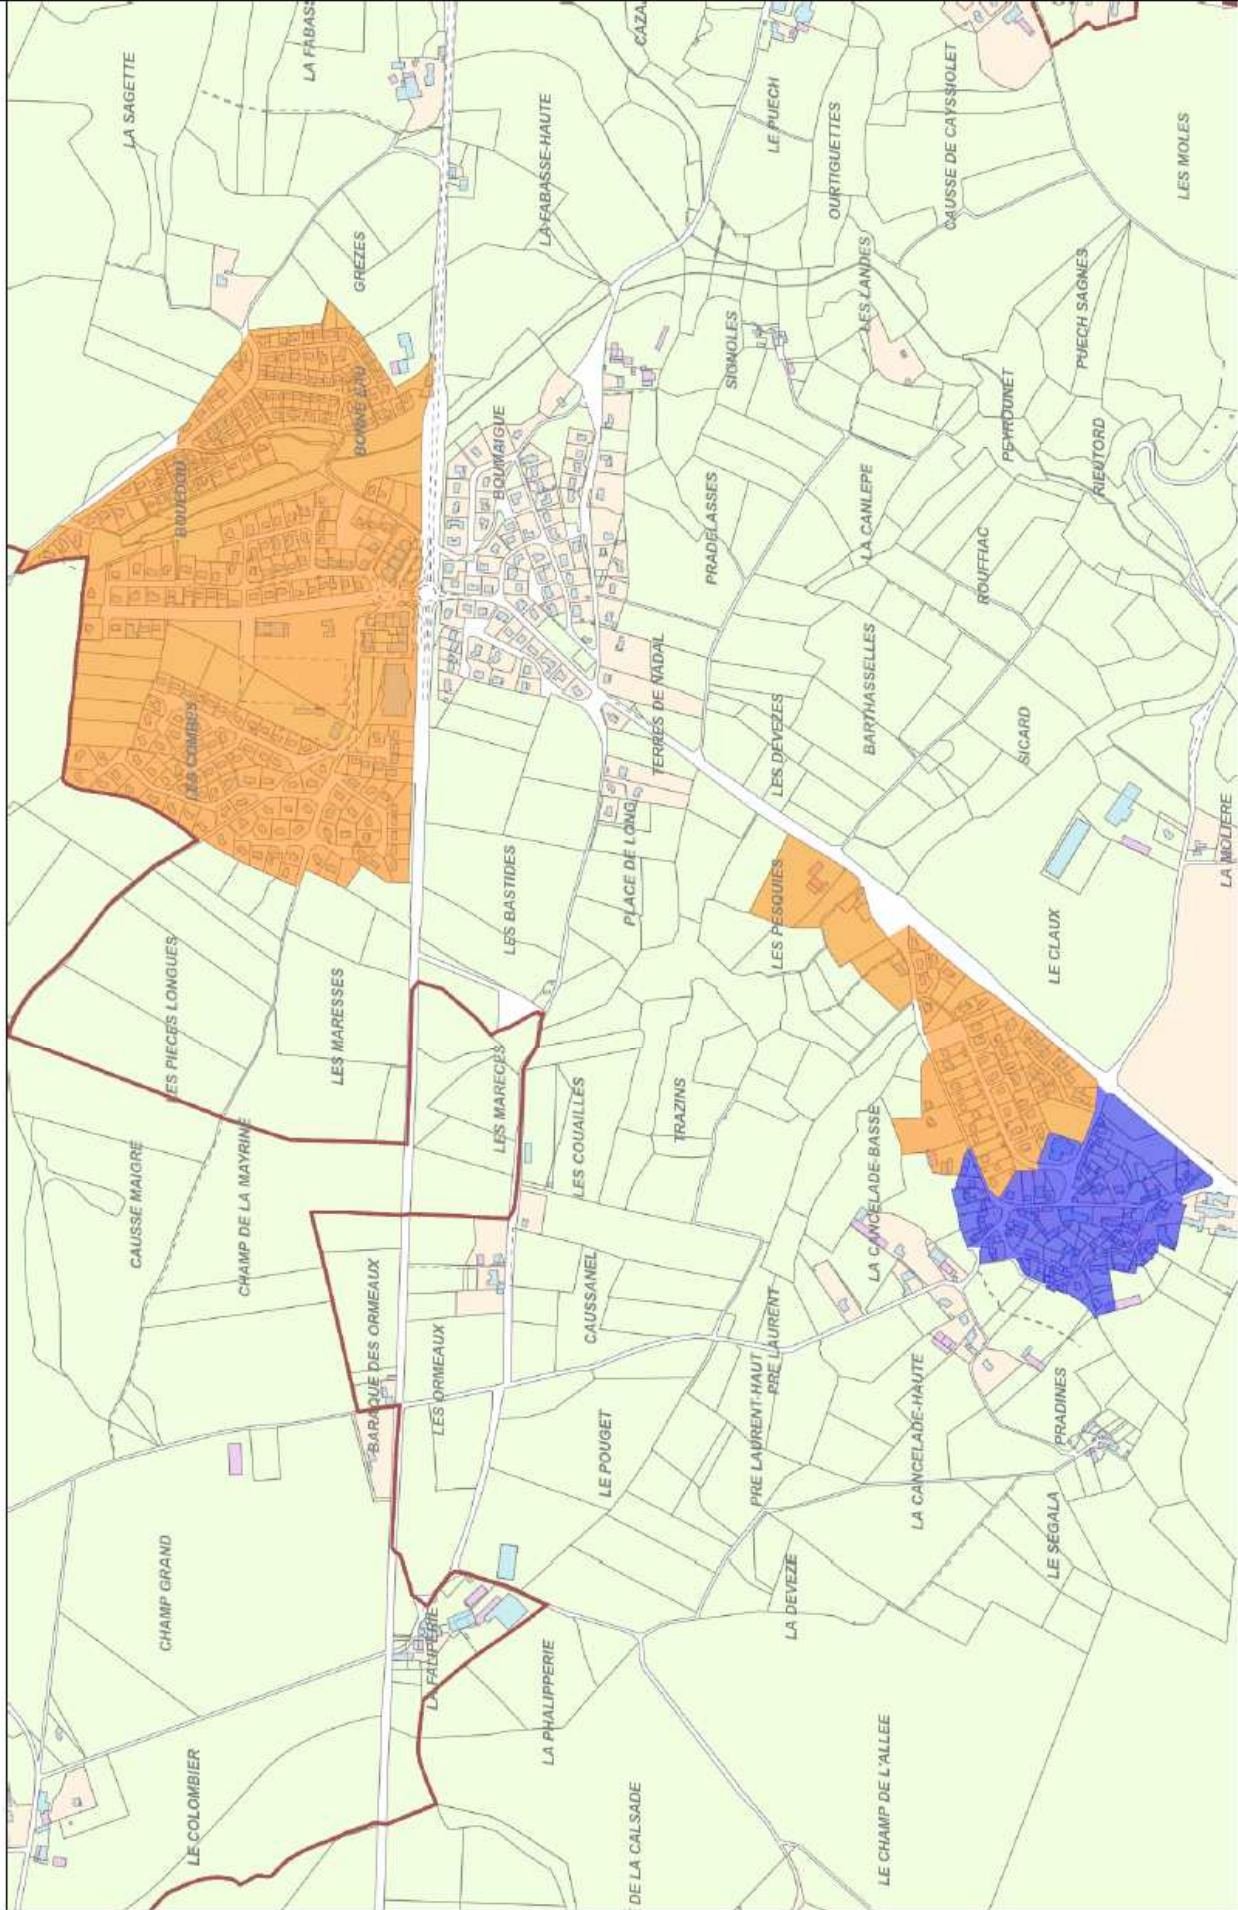 LA SAGETTE
GREZES
LA FABASSE-HAUTE
LE PUECH
OURTIGUETTES
CAUSSE DE CAYSSIOLET
LES MOLES
BONNE EAU
BOUEDOU
BOUMAIGUE
SIGNOLES
LES LANDES
PUECH SAGNES
PEYROUNET
RIEUTORD
PRADELASSES
LA CANLEPE
ROUFFIAC
LES COMBES
TERRES DE NADAL
LES DEVEZES
BARTHASSELLES
SICARD
LA MOLIERE
LES BASTIDES
PLACE DE LONG
LES PESQUIES
LE CLAUX
LES PIECES LONGUES
LES MARESSES
LES MARECES
LES COUAILLES
TRAZINS
LA CANCELADE-BASSE
CAUSSE MAIGRE
CHAMP DE LA MAYRINE
BARAQUE DES ORMEAUX
LES ORMEAUX
CAUSSANEL
PRE LAURENT
PRE LAURENT-HAUT
LA CANCELADE-HAUTE
PRADINES
LE POUGET
LE SEGALA
LA DEVEZE
CHAMP GRAND
LA FALIPERIE
LA PHALIPPERIE
LE COLOMBIER
DE LA CALSADE
LE CHAMP DE L'ALLEE